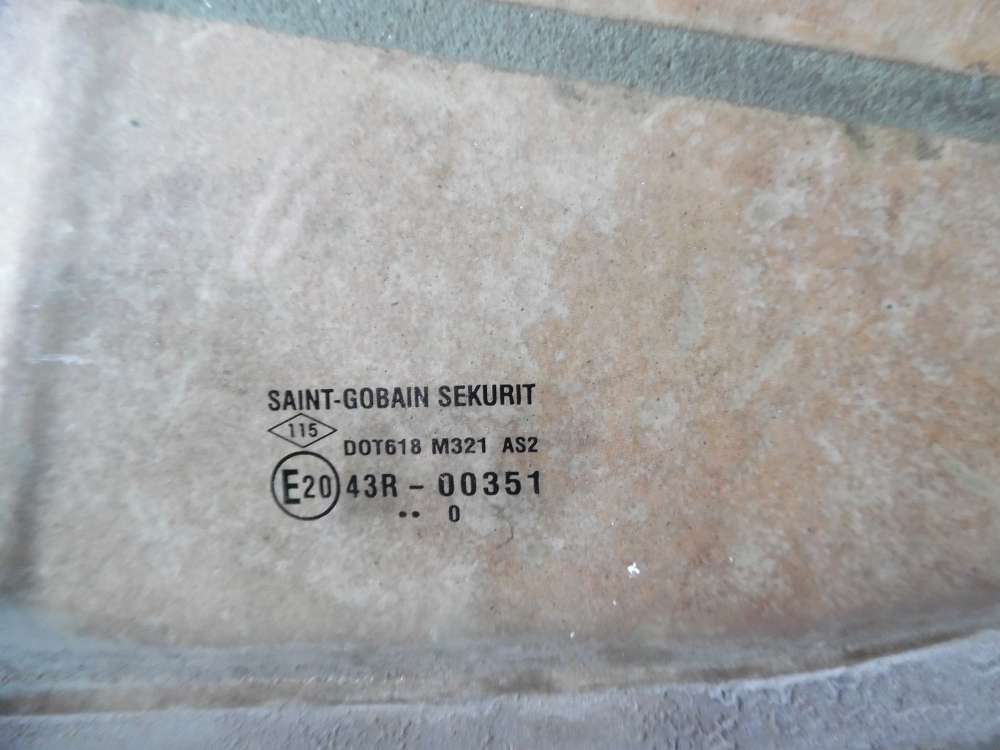 SAINT-GOBAIN SEKURIT
115
DOT618 M321 AS2
E20 43R - 00351
•• 0